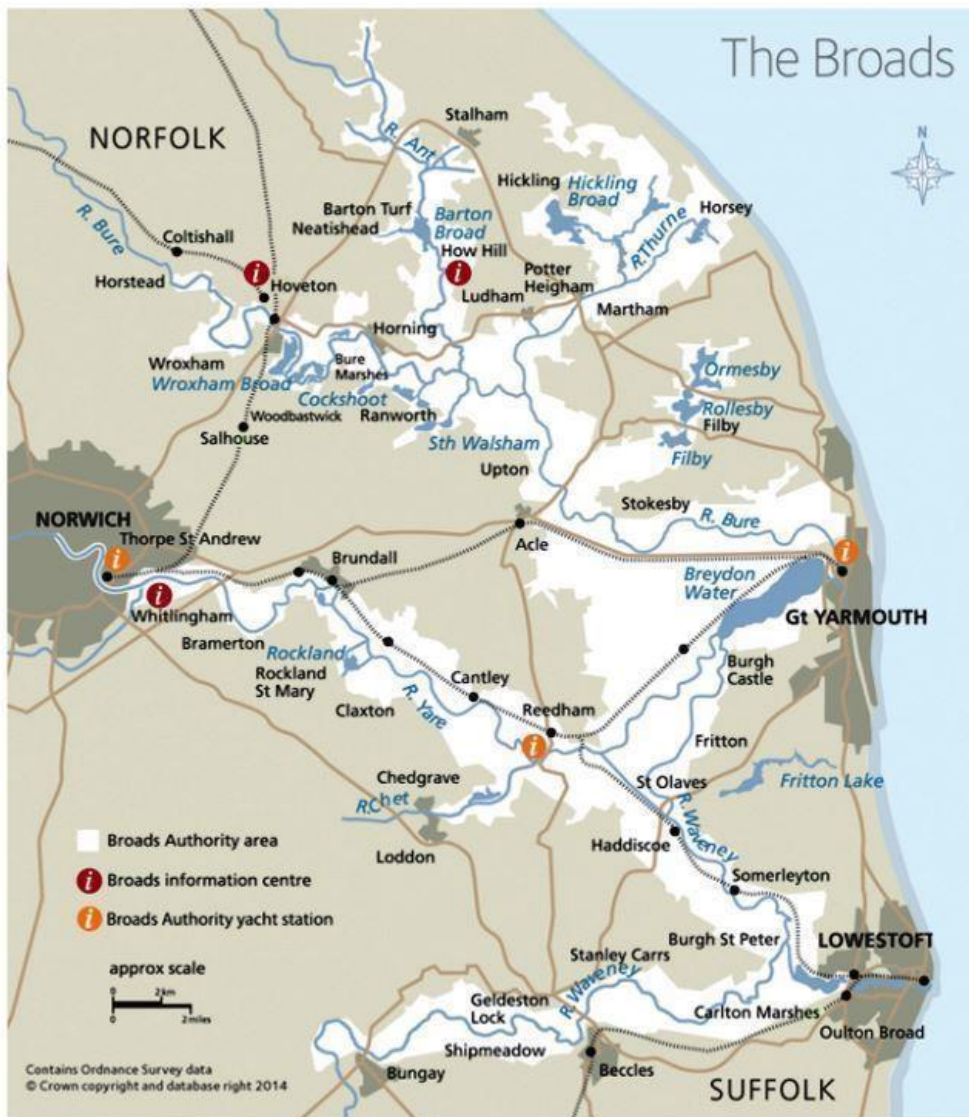 The Broads
N
NORFOLK
Stalham
R. Ant
Hickling
Hickling
Broad
Horsey
Barton Turf
Neatishead
Barton
Broad
R. Bure
Coltishall
R.Thurne
How Hill
i
i
Potter
Heigham
Horstead
Hoveton
Ludham
Martham
Horning
Wroxham
Bure
Marshes
Wroxham Broad
Ormesby
Cockshoot
Woodbastwick
Ranworth
Rollesby
Filby
Salhouse
Sth Walsham
Filby
Upton
Stokesby
NORWICH
R. Bure
Thorpe St Andrew
Acle
i
i
Brundall
Breydon
Water
i
Whitlingham
Gt YARMOUTH
Bramerton
Rockland
Rockland
St Mary
Burgh
Castle
Cantley
Claxton
R. Yare
Reedham
i
Fritton
Chedgrave
St Olaves
Fritton Lake
R.Chet
R.Waveney
Broads Authority area
Haddiscoe
Loddon
i Broads information centre
Somerleyton
i Broads Authority yacht station
Burgh St Peter
LOWESTOFT
Stanley Carrs
approx scale
0 2km
0 2miles
R.Waveney
Geldeston
Lock
Carlton Marshes
Oulton Broad
Shipmeadow
Bungay
Beccles
SUFFOLK
Contains Ordnance Survey data
© Crown copyright and database right 2014